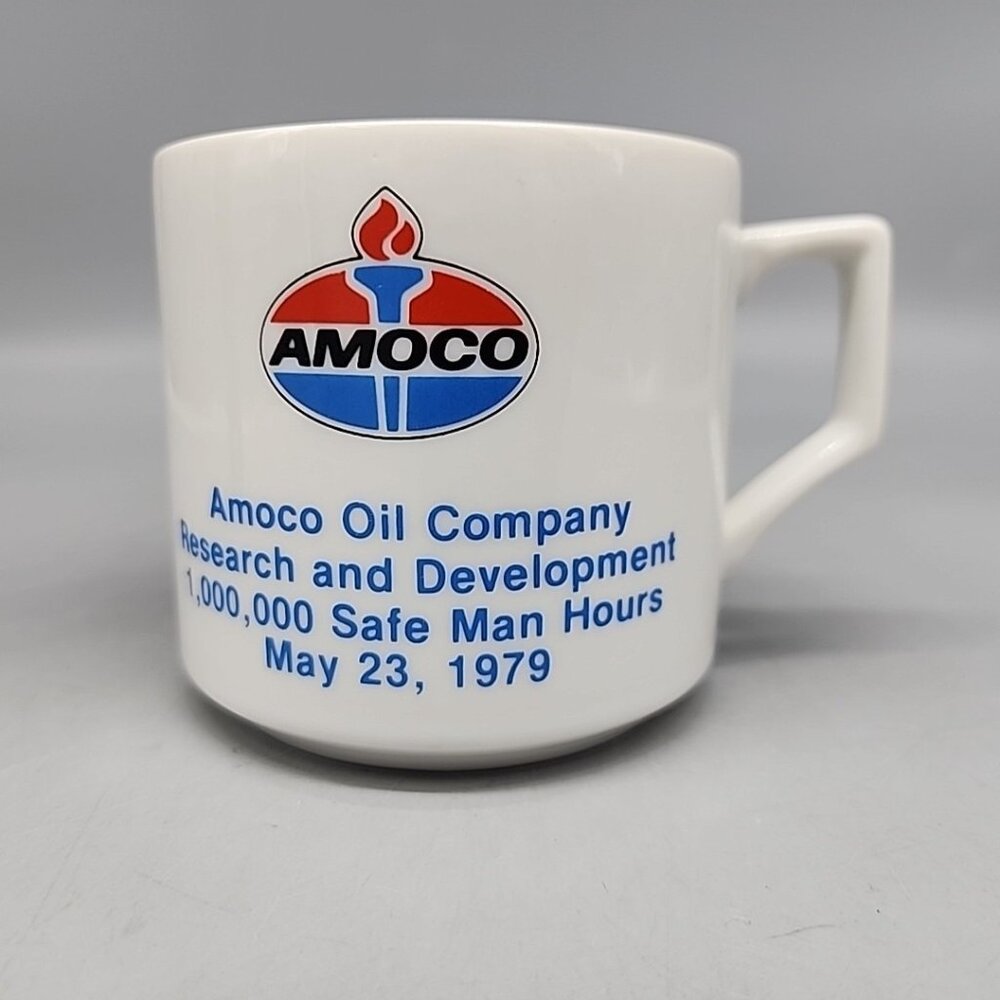 AMOCO
Amoco Oil Company
Research and Development
1,000,000 Safe Man Hours
May 23, 1979